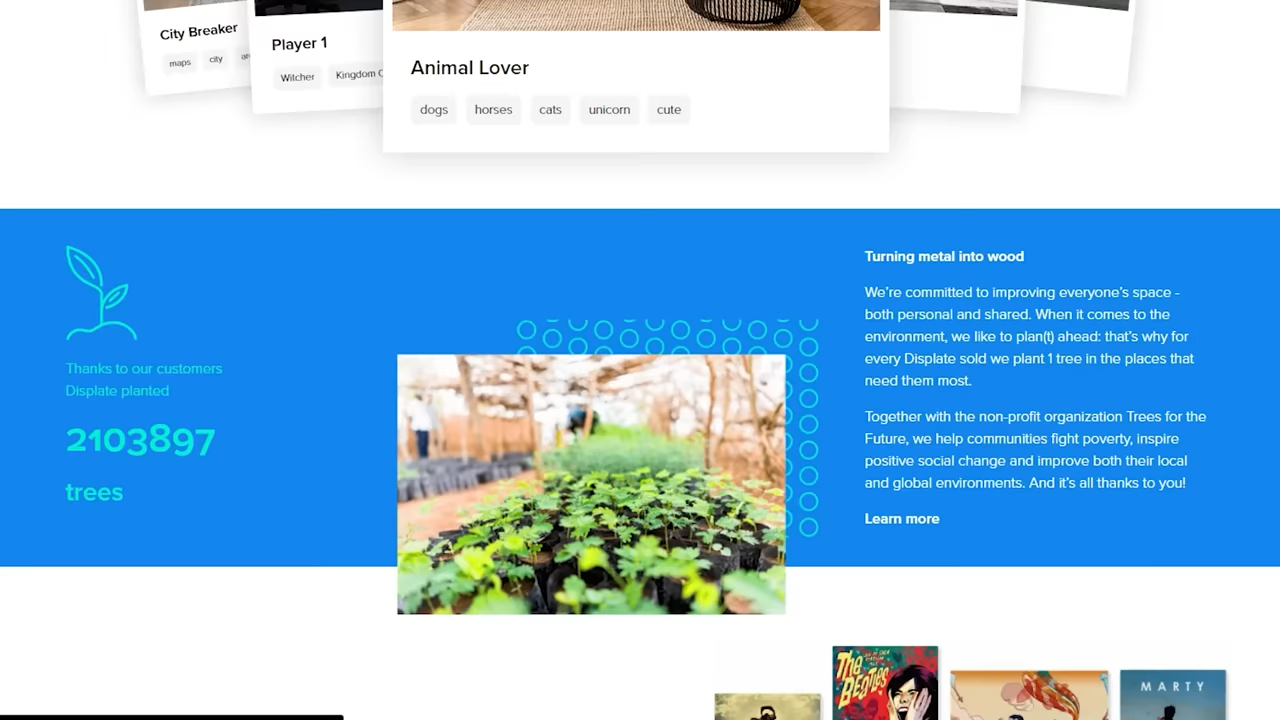 City Breaker
maps city
Player 1
Witcher Kingdom
Animal Lover
dogs horses cats unicorn cute
Thanks to our customers
Displate planted
2103897
trees
Turning metal into wood
We're committed to improving everyone's space -
both personal and shared. When it comes to the
environment, we like to plan(t) ahead: that's why for
every Displate sold we plant 1 tree in the places that
need them most.
Together with the non-profit organization Trees for the
Future, we help communities fight poverty, inspire
positive social change and improve both their local
and global environments. And it's all thanks to you!
Learn more
The
Beatles
MARTY